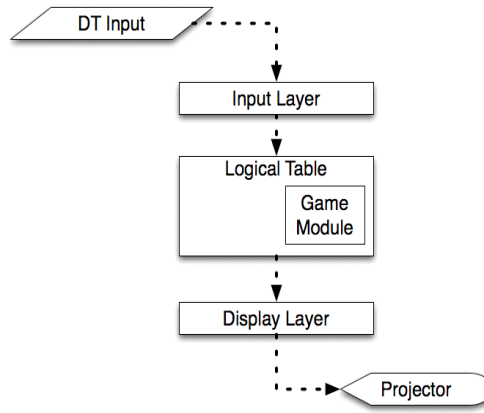 DT Input
Input Layer
Logical Table
Game
Module
Display Layer
Projector